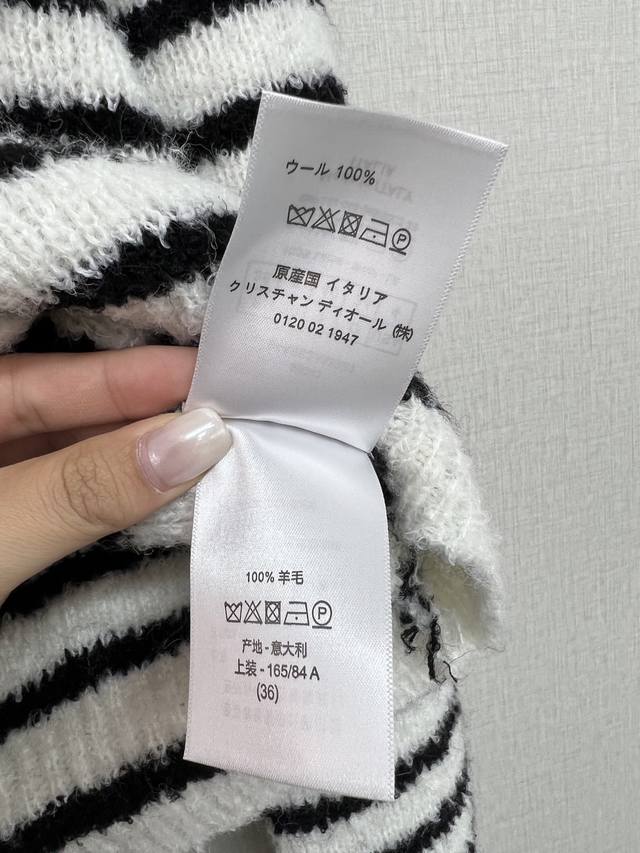 ウール 100%
原産国 イタリア
クリスチャン ディオール (株)
0120 02 1947
100% 羊毛
产地 - 意大利
上装 - 165/84 A
(36)